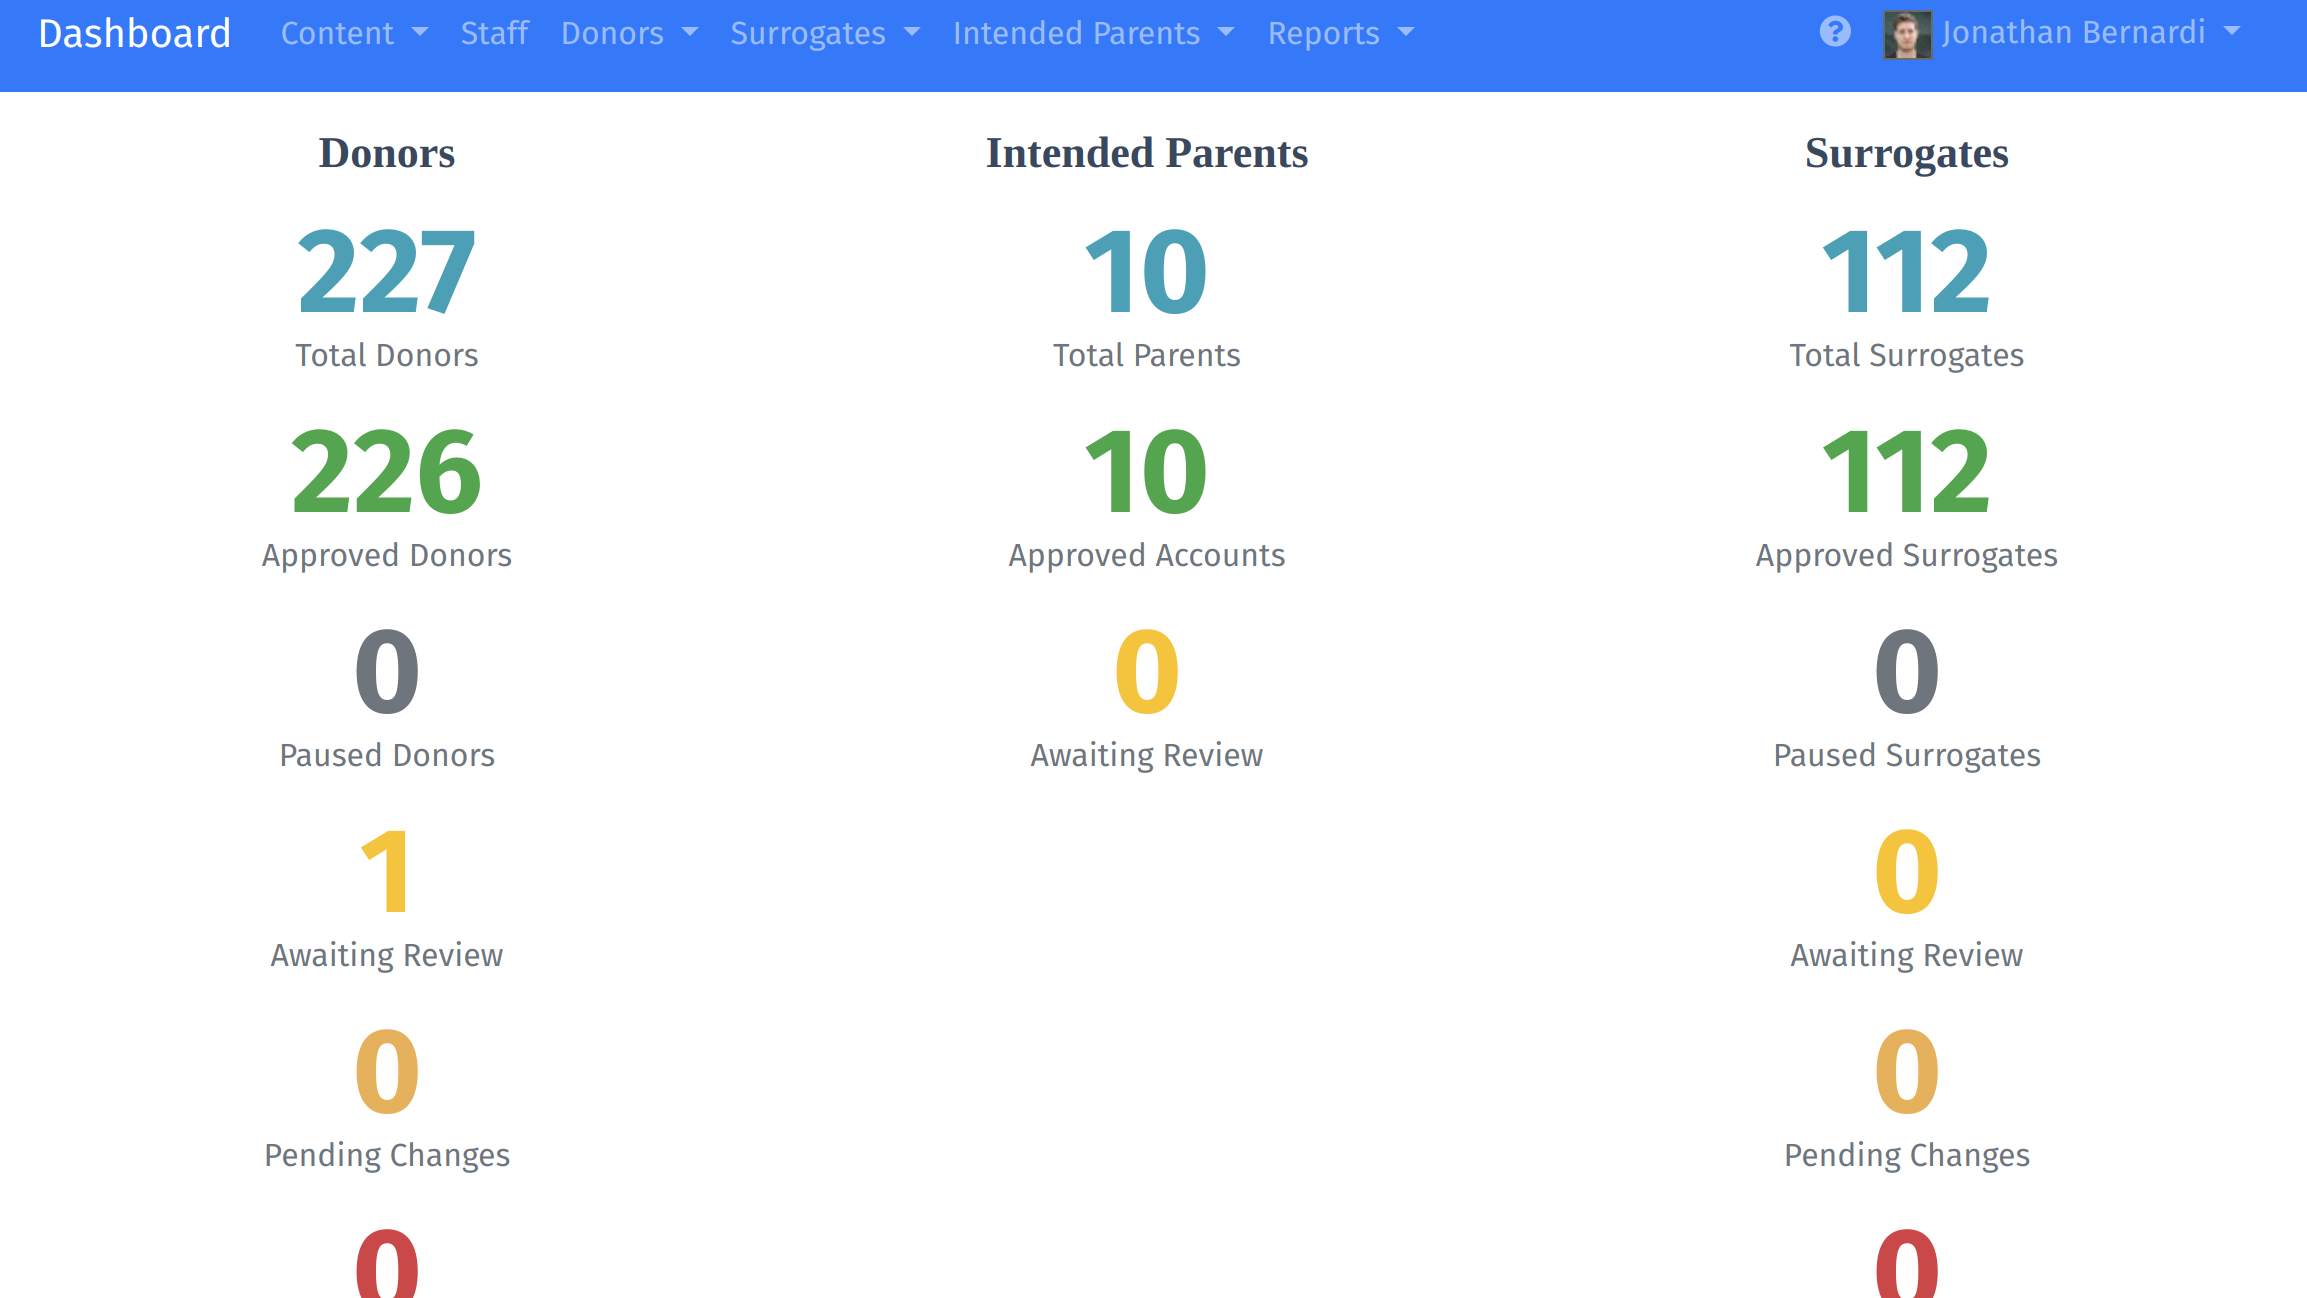 Dashboard Content Staff Donors Surrogates Intended Parents Reports Jonathan Bernardi
Donors Intended Parents Surrogates
227 10 112
Total Donors Total Parents Total Surrogates
226 10 112
Approved Donors Approved Accounts Approved Surrogates
0 0 0
Paused Donors Awaiting Review Paused Surrogates
1 0
Awaiting Review Awaiting Review
0 0
Pending Changes Pending Changes
0 0